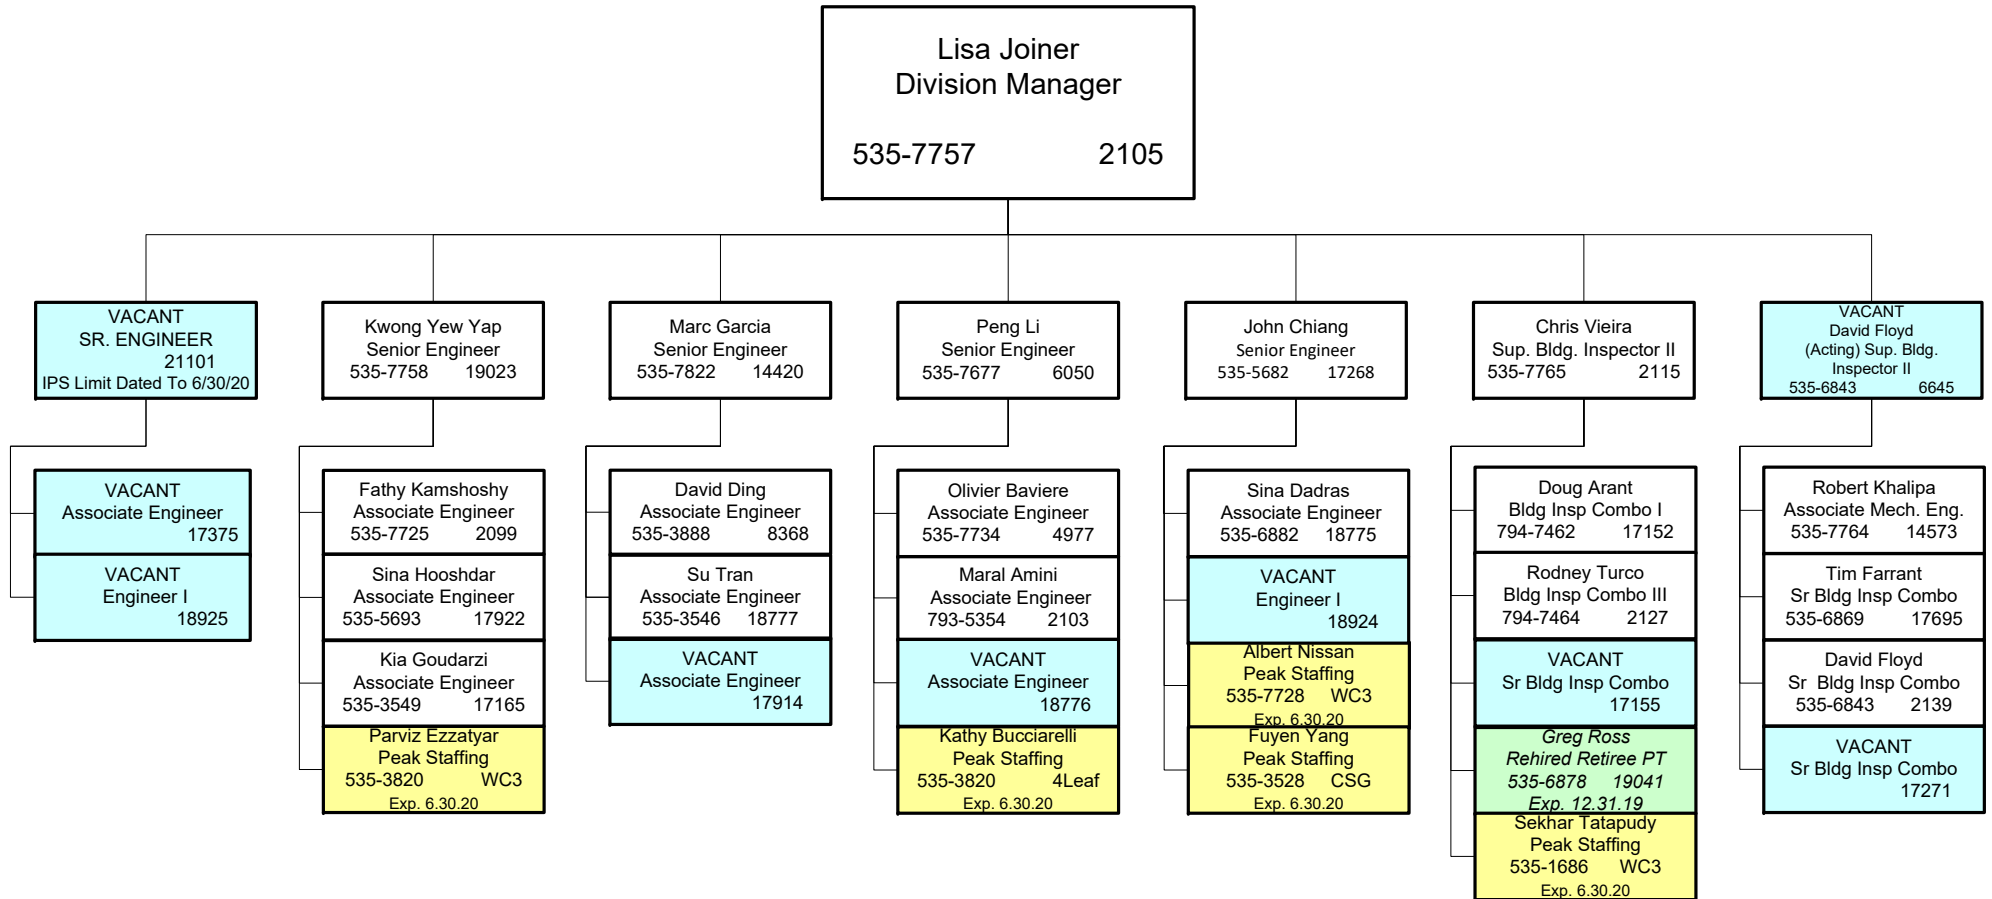 Lisa Joiner
Division Manager
535-7757 2105
VACANT
SR. ENGINEER
21101
IPS Limit Dated To 6/30/20
Kwong Yew Yap
Senior Engineer
535-7758 19023
Marc Garcia
Senior Engineer
535-7822 14420
Peng Li
Senior Engineer
535-7677 6050
John Chiang
Senior Engineer
535-5682 17268
Chris Vieira
Sup. Bldg. Inspector II
535-7765 2115
VACANT
David Floyd
(Acting) Sup. Bldg.
Inspector II
535-6843 6645
VACANT
Associate Engineer
17375
VACANT
Engineer I
18925
Fathy Kamshoshy
Associate Engineer
535-7725 2099
Sina Hooshdar
Associate Engineer
535-5693 17922
Kia Goudarzi
Associate Engineer
535-3549 17165
Parviz Ezzatyar
Peak Staffing
535-3820 WC3
Exp. 6.30.20
David Ding
Associate Engineer
535-3888 8368
Su Tran
Associate Engineer
535-3546 18777
VACANT
Associate Engineer
17914
Olivier Baviere
Associate Engineer
535-7734 4977
Maral Amini
Associate Engineer
793-5354 2103
VACANT
Associate Engineer
18776
Kathy Bucciarelli
Peak Staffing
535-3820 4Leaf
Exp. 6.30.20
Sina Dadras
Associate Engineer
535-6882 18775
VACANT
Engineer I
18924
Albert Nissan
Peak Staffing
535-7728 WC3
Exp. 6.30.20
Fuyen Yang
Peak Staffing
535-3528 CSG
Exp. 6.30.20
Doug Arant
Bldg Insp Combo I
794-7462 17152
Rodney Turco
Bldg Insp Combo III
794-7464 2127
VACANT
Sr Bldg Insp Combo
17155
Greg Ross
Rehired Retiree PT
535-6878 19041
Exp. 12.31.19
Sekhar Tatapudy
Peak Staffing
535-1686 WC3
Exp. 6.30.20
Robert Khalipa
Associate Mech. Eng.
535-7764 14573
Tim Farrant
Sr Bldg Insp Combo
535-6869 17695
David Floyd
Sr Bldg Insp Combo
535-6843 2139
VACANT
Sr Bldg Insp Combo
17271